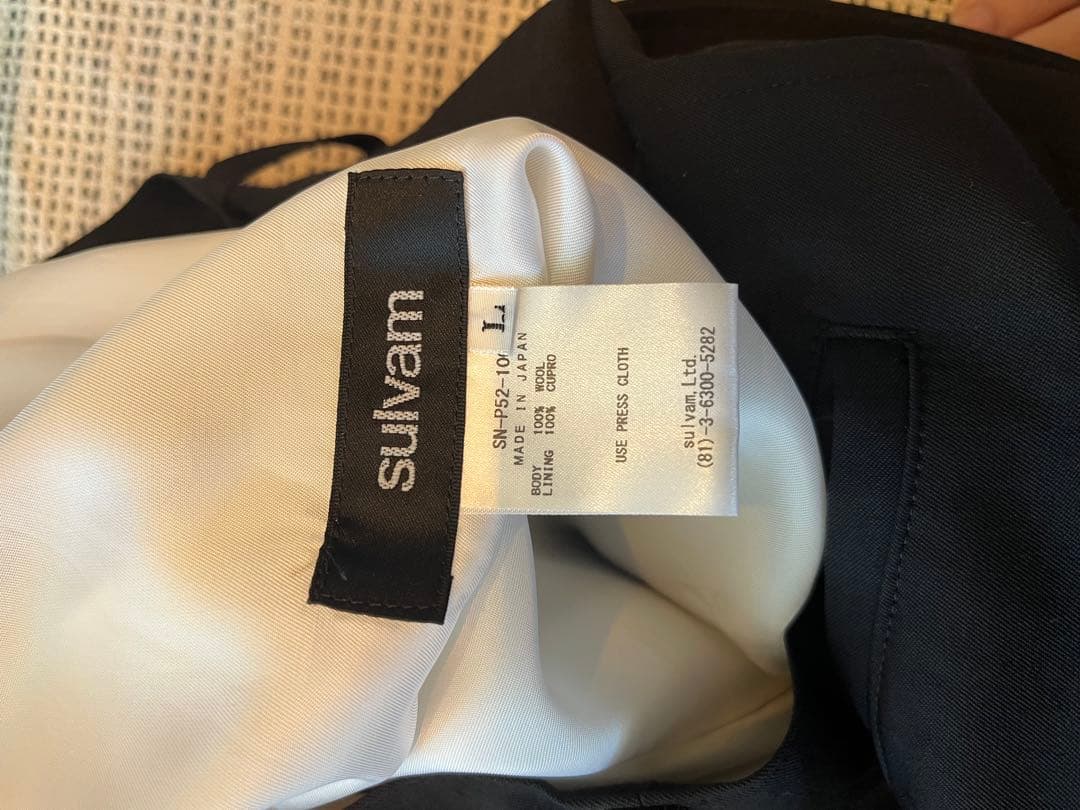 sulvam
L
SN-P52-10
MADE IN JAPAN
BODY 100% WOOL
LINING 100% CUPRO
USE PRESS CLOTH
sulvam,Ltd.
(81)-3-6300-5282